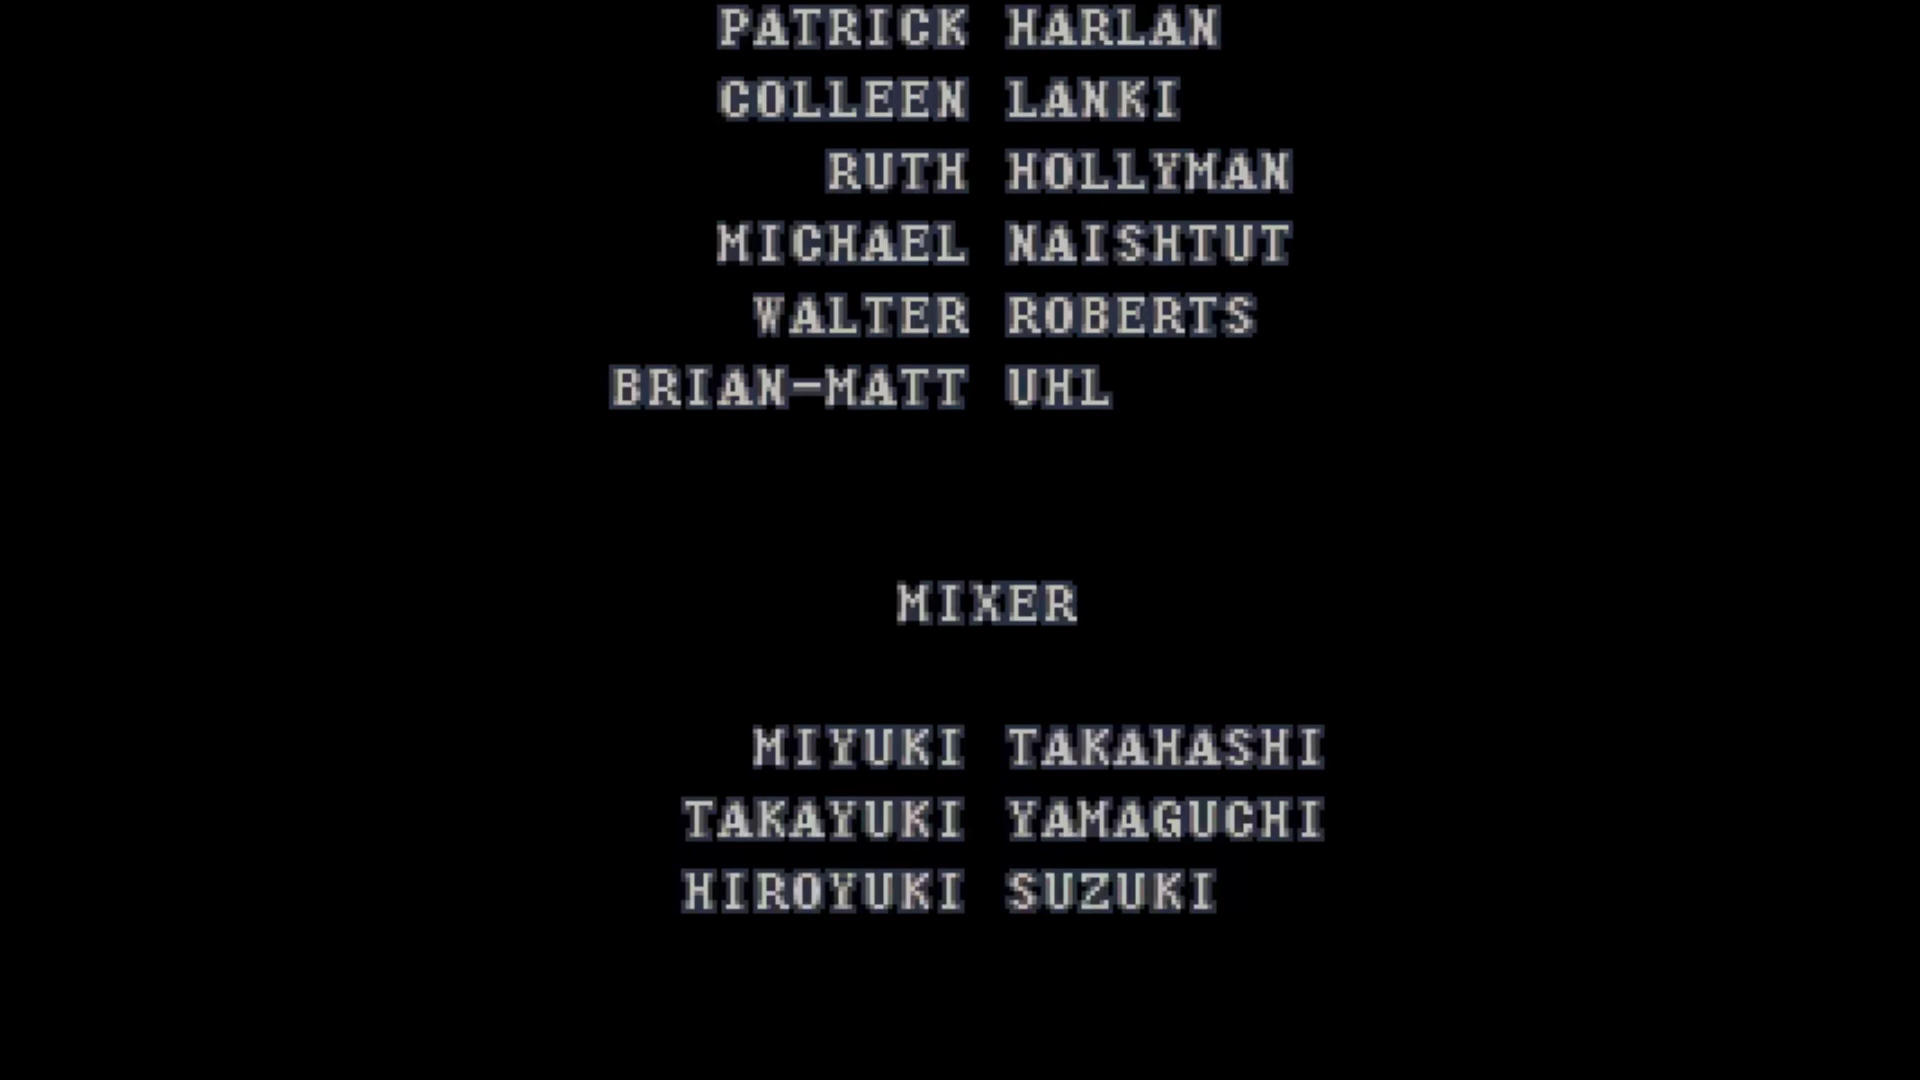 PATRICK HARLAN
COLLEEN LANKI
RUTH HOLLYMAN
MICHAEL NAISHTUT
WALTER ROBERTS
BRIAN-MATT UHL
MIXER
MIYUKI TAKAHASHI
TAKAYUKI YAMAGUCHI
HIROYUKI SUZUKI